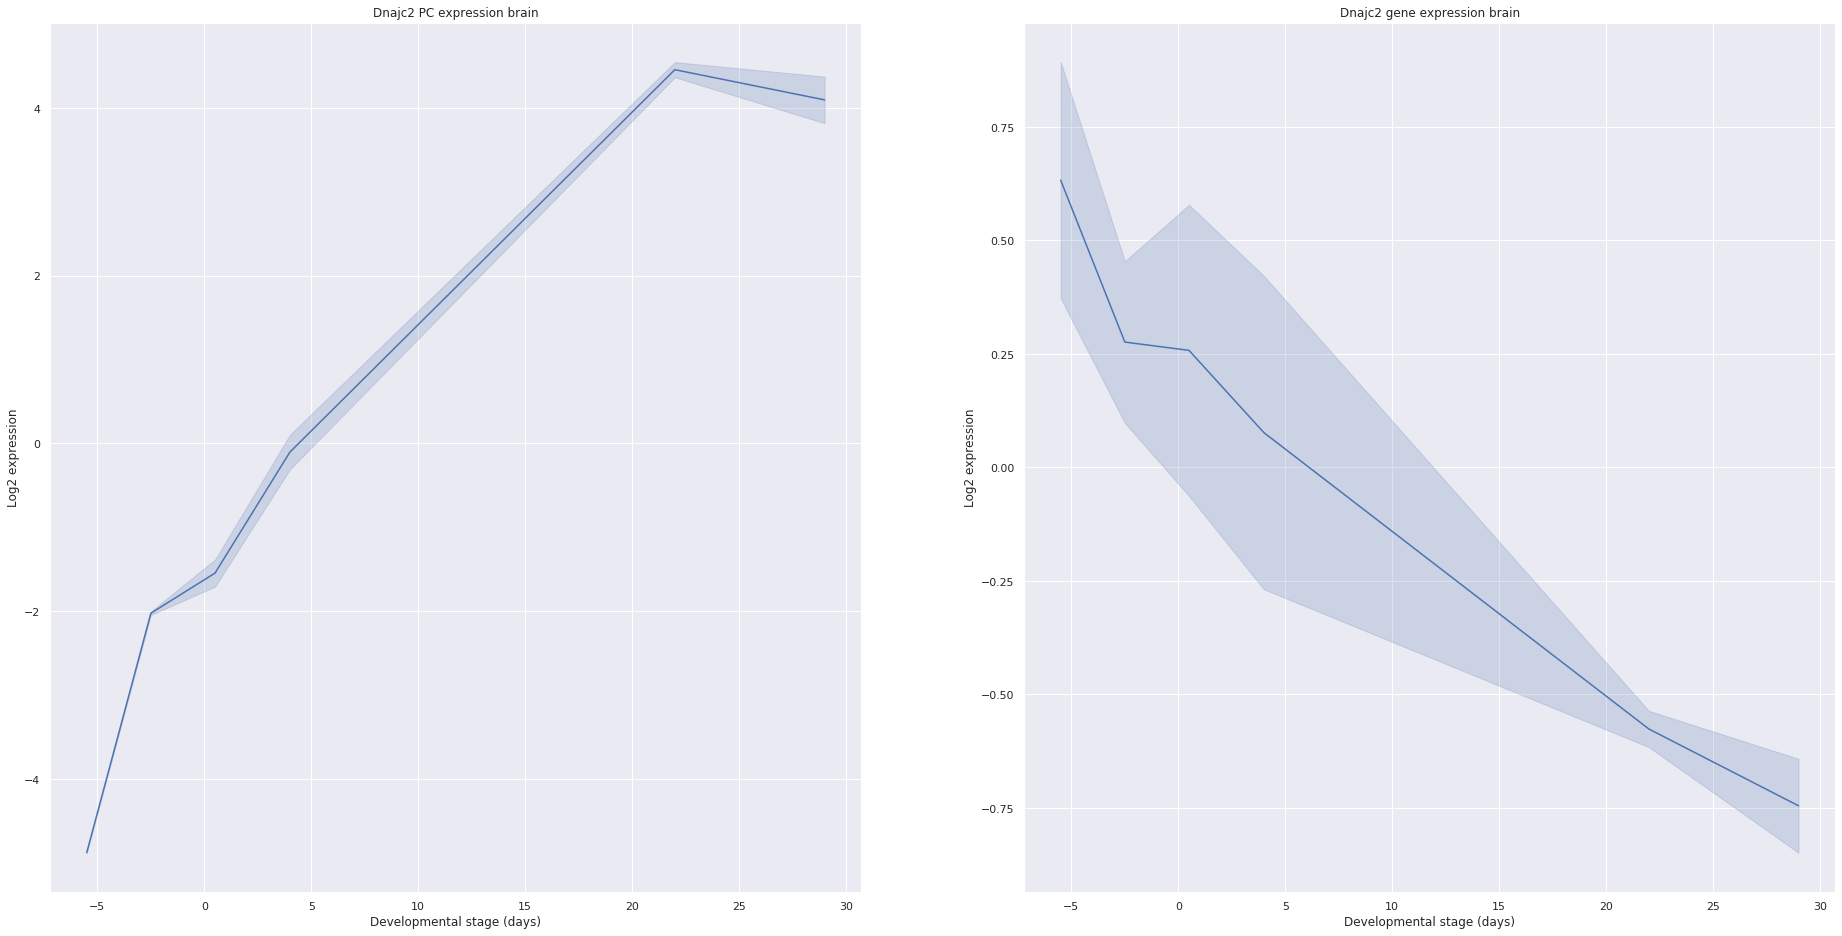 Dnajc2 PC expression brain
Log2 expression
4
2
0
−2
−4
−5 0 5 10 15 20 25 30
Developmental stage (days)
Dnajc2 gene expression brain
Log2 expression
0.75
0.50
0.25
0.00
−0.25
−0.50
−0.75
−5 0 5 10 15 20 25 30
Developmental stage (days)